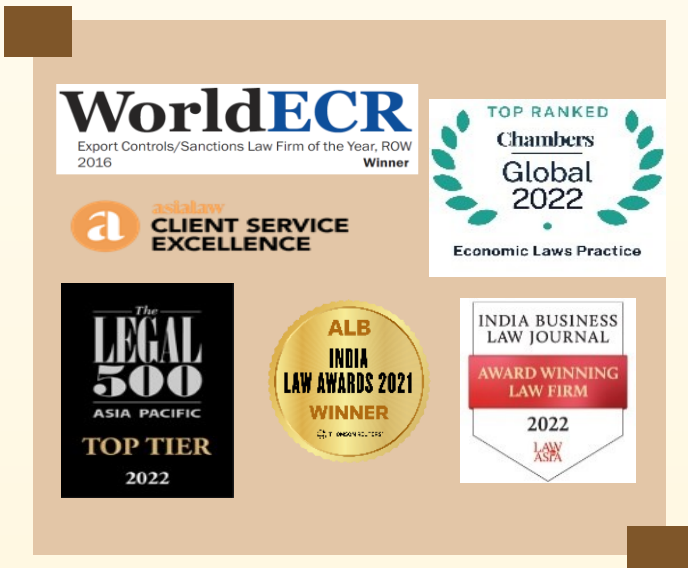 WorldECR
Export Controls/Sanctions Law Firm of the Year, ROW
2016 Winner
TOP RANKED
Chambers
Global
2022
Economic Laws Practice
a
asialaw
CLIENT SERVICE
EXCELLENCE
The
LEGAL
500
ASIA PACIFIC
TOP TIER
2022
ALB
INDIA
LAW AWARDS 2021
WINNER
THOMSON REUTERS
INDIA BUSINESS
LAW JOURNAL
AWARD WINNING
LAW FIRM
2022
LAW
ASIA